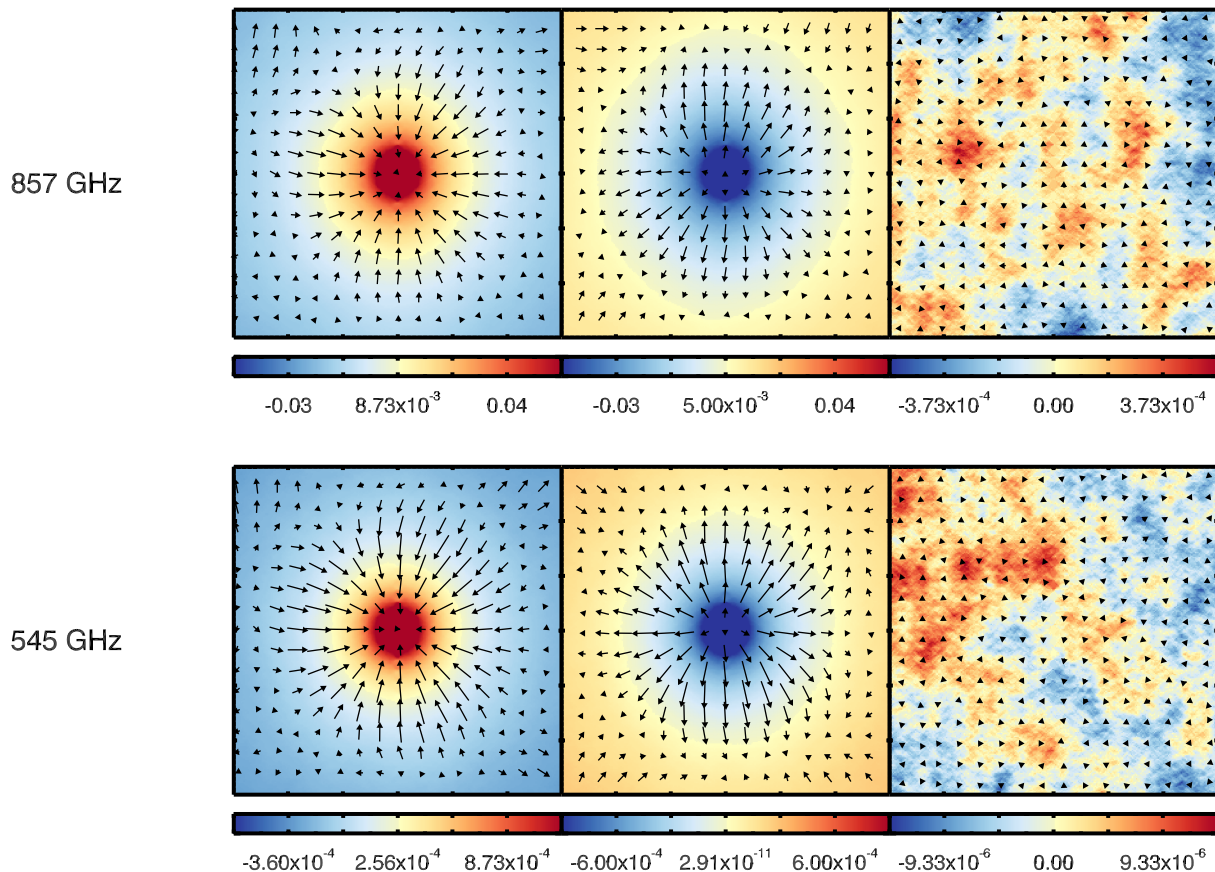 857 GHz
-0.03 8.73x10⁻³ 0.04 -0.03 5.00x10⁻³ 0.04 -3.73x10⁻⁴ 0.00 3.73x10⁻⁴
545 GHz
-3.60x10⁻⁴ 2.56x10⁻⁴ 8.73x10⁻⁴ -6.00x10⁻⁴ 2.91x10⁻¹¹ 6.00x10⁻⁴ -9.33x10⁻⁶ 0.00 9.33x10⁻⁶